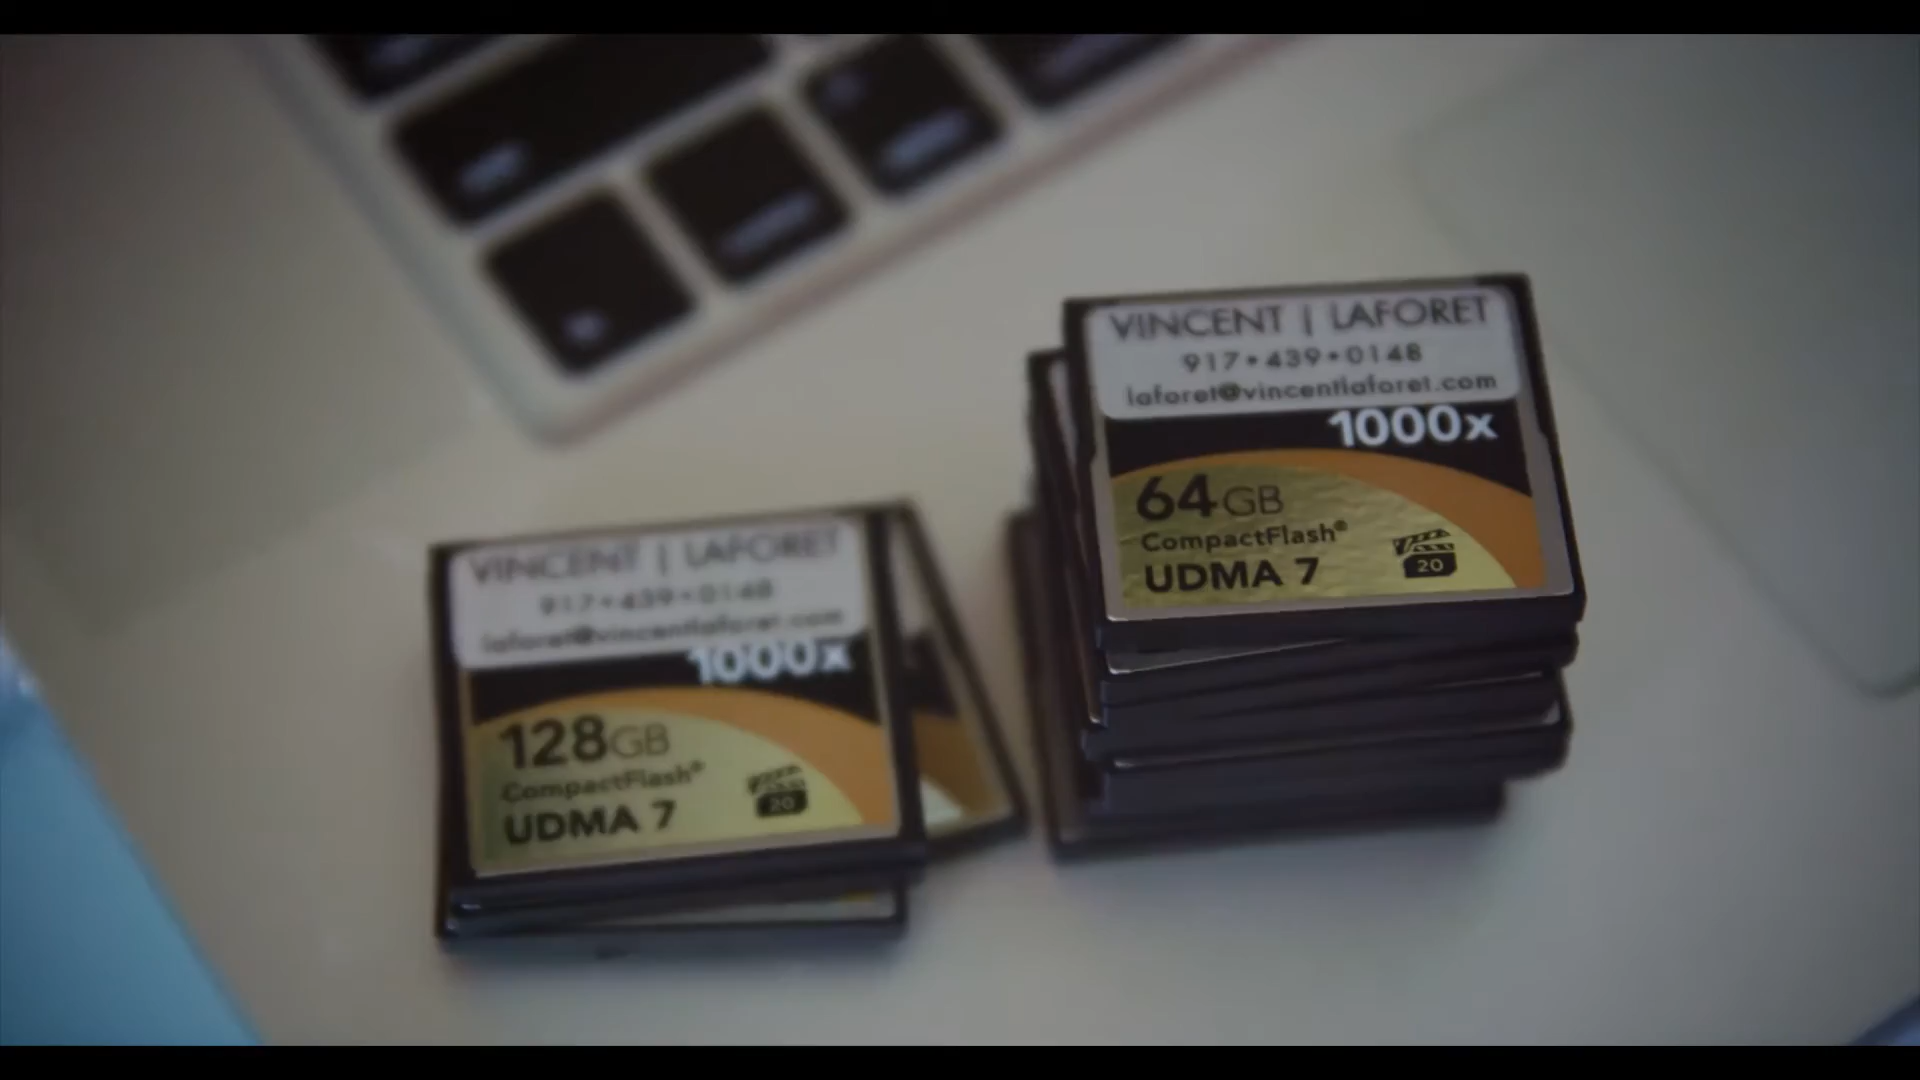 VINCENT | LAFORET
917•439•0148
laforet@vincentlaforet.com
1000x
64GB
CompactFlash®
UDMA 7
20
VINCENT | LAFORET
917•439•0148
laforet@vincentlaforet.com
1000x
128GB
CompactFlash®
UDMA 7
20